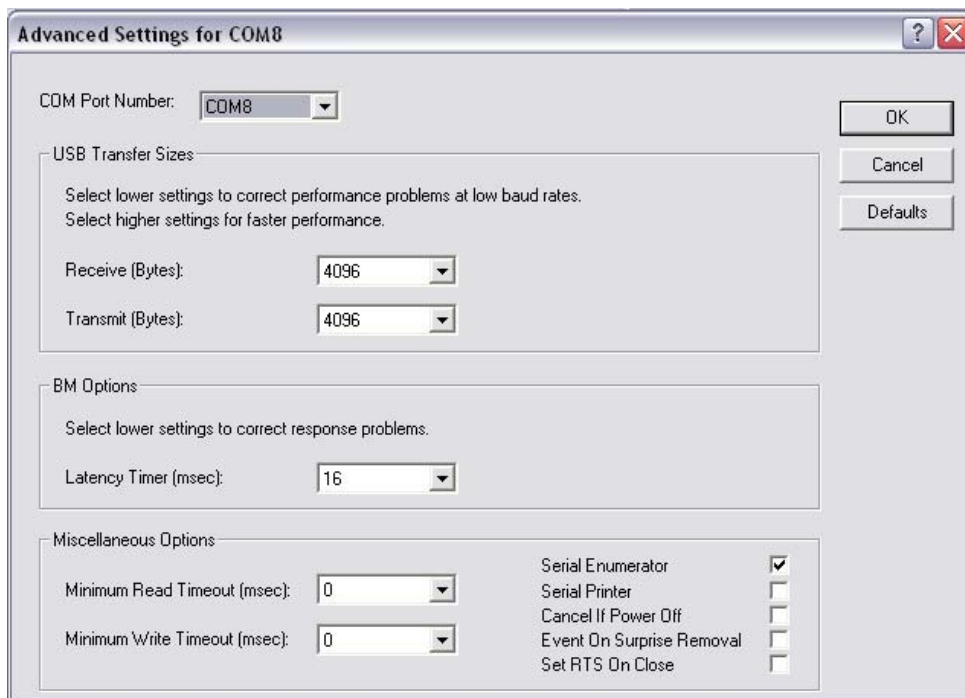 Advanced Settings for COM8
?
COM Port Number: COM8
OK
USB Transfer Sizes
Cancel
Select lower settings to correct performance problems at low baud rates.
Select higher settings for faster performance.
Defaults
Receive (Bytes): 4096
Transmit (Bytes): 4096
BM Options
Select lower settings to correct response problems.
Latency Timer (msec): 16
Miscellaneous Options
Minimum Read Timeout (msec): 0
Minimum Write Timeout (msec): 0
Serial Enumerator
Serial Printer
Cancel If Power Off
Event On Surprise Removal
Set RTS On Close